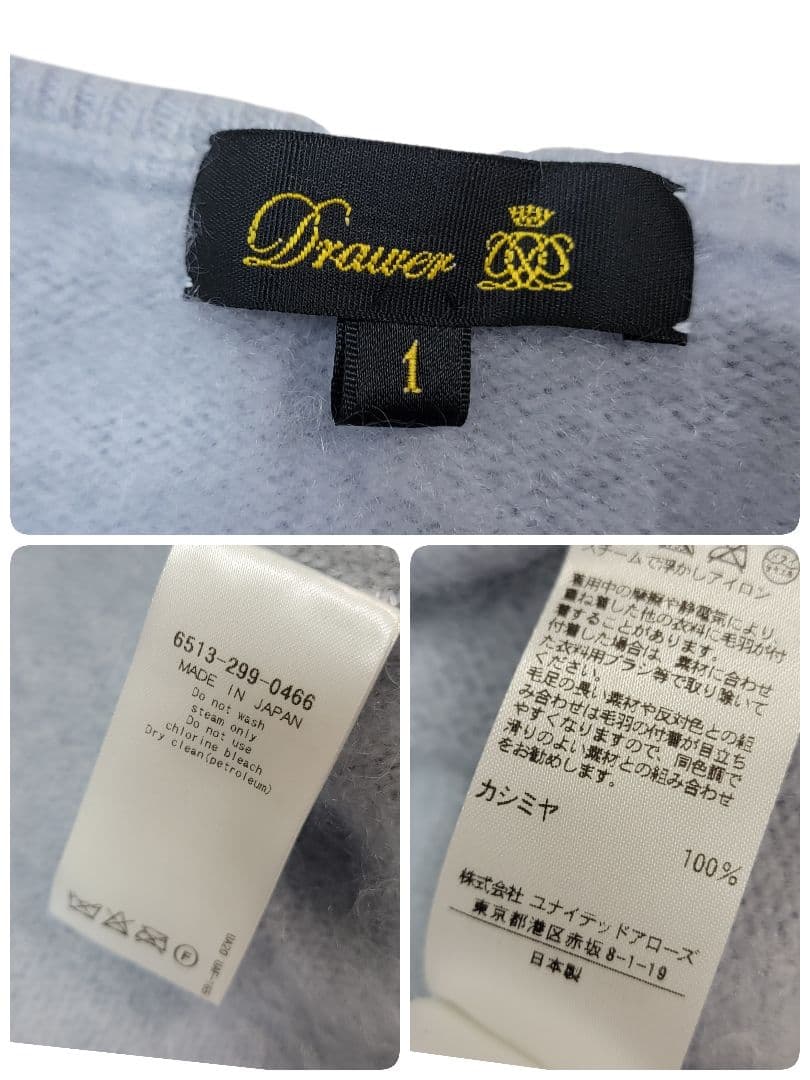 Drawer
1
6513-299-0466
MADE IN JAPAN
Do not wash
steam only
Do not use
chlorine bleach
Dry clean(petroleum)
F
スチームで浮かしアイロン
着用中の摩擦や静電気により、
重ね着した他の衣料に毛羽が付
着することがあります。
付着した場合は、素材に合わせ
た衣料用ブラシ等で取り除いて
ください。
毛足の長い素材や反対色との組
み合わせは毛羽の付着が目立ち
やすくなりますので、同色調で
滑りのよい素材との組み合わせ
をお勧めします。
カシミヤ
100%
株式会社 ユナイテッドアローズ
東京都港区赤坂8-1-19
日本製